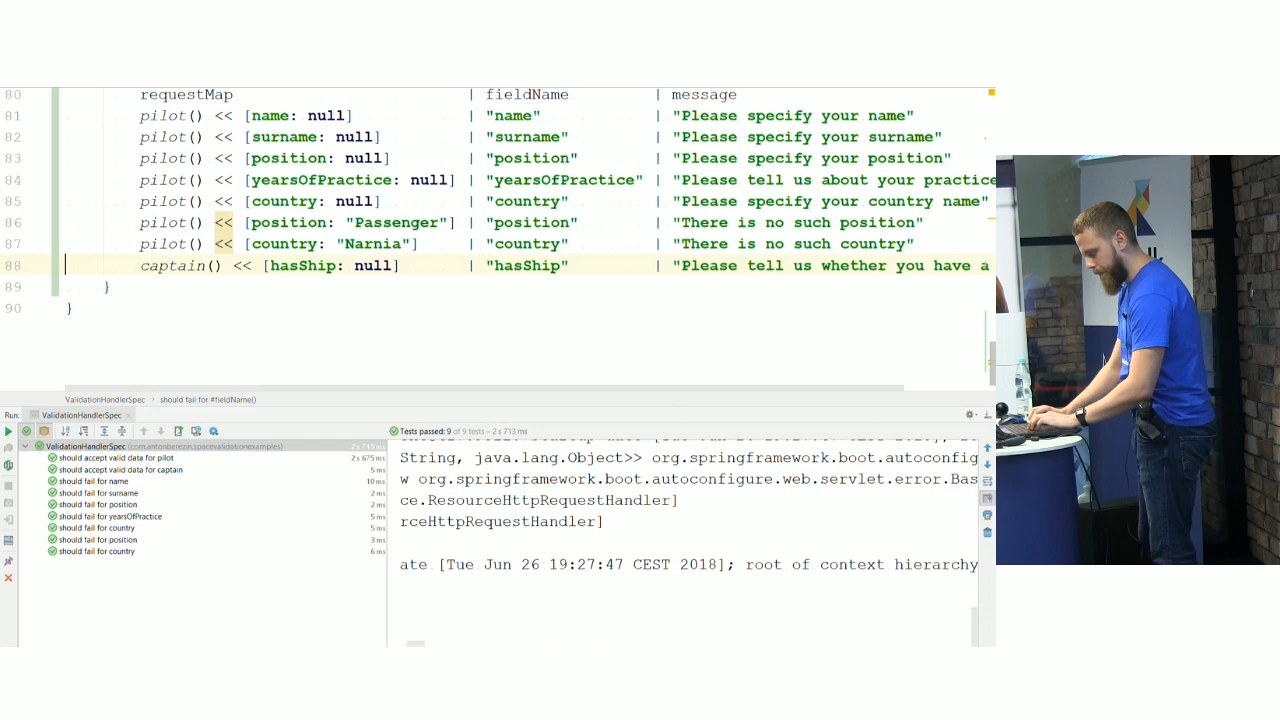 80 requestMap | fieldName | message
81 pilot() << [name: null] | "name" | "Please specify your name"
82 pilot() << [surname: null] | "surname" | "Please specify your surname"
83 pilot() << [position: null] | "position" | "Please specify your position"
84 pilot() << [yearsOfPractice: null] | "yearsOfPractice" | "Please tell us about your practice
85 pilot() << [country: null] | "country" | "Please specify your country name"
86 pilot() << [position: "Passenger"] | "position" | "There is no such position"
87 pilot() << [country: "Narnia"] | "country" | "There is no such country"
88 captain() << [hasShip: null] | "hasShip" | "Please tell us whether you have a
89 }
90 }
ValidationHandlerSpec › should fail for #fieldName()
Run: ValidationHandlerSpec
Tests passed: 9 of 9 tests – 2 s 713 ms
ValidationHandlerSpec (com.antonberezin.spacevalidationexamples) 2 s 713 ms
should accept valid data for pilot 2 s 675 ms
should accept valid data for captain 5 ms
should fail for name 10 ms
should fail for surname 2 ms
should fail for position 2 ms
should fail for yearsOfPractice 5 ms
should fail for country 5 ms
should fail for position 3 ms
should fail for country 6 ms
String, java.lang.Object>> org.springframework.boot.autoconfig
w org.springframework.boot.autoconfigure.web.servlet.error.Bas
ce.ResourceHttpRequestHandler]
rceHttpRequestHandler]
ate [Tue Jun 26 19:27:47 CEST 2018]; root of context hierarchy